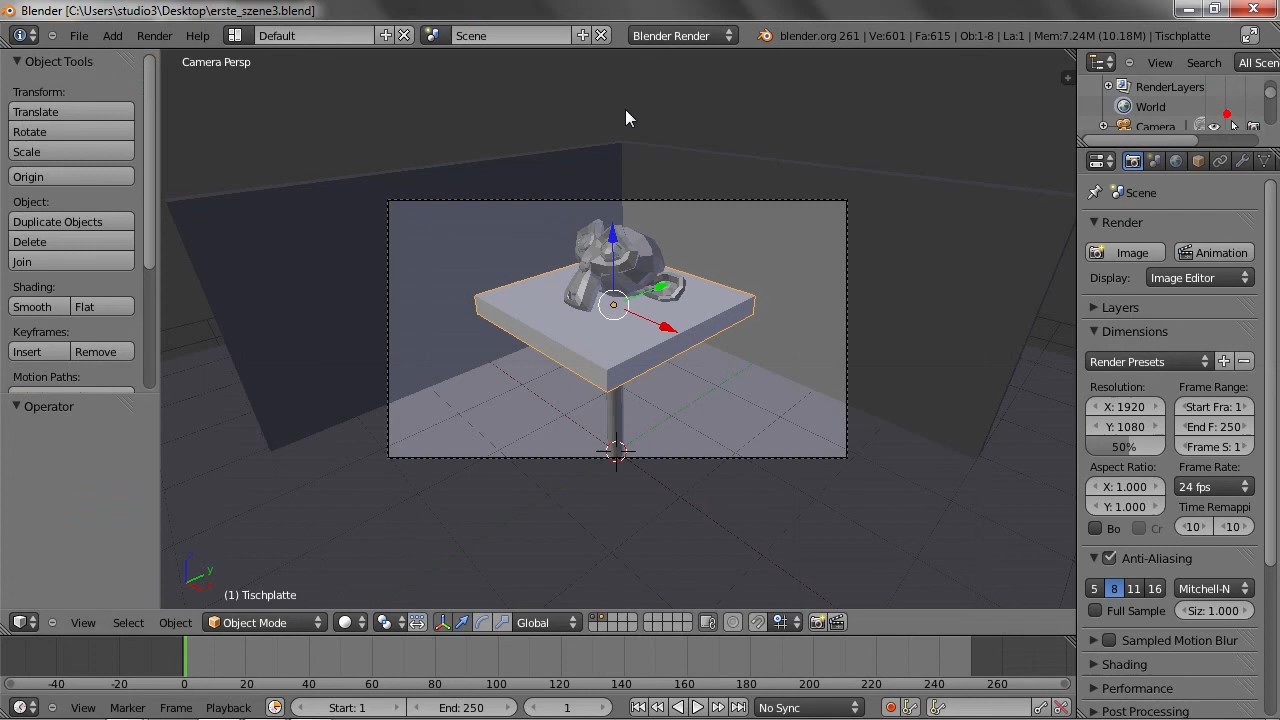 Blender [C:\Users\studio3\Desktop\erste_szene3.blend]
File Add Render Help Default Scene Blender Render blender.org 261 | Ve:601 | Fa:615 | Ob:1-8 | La:1 | Mem:7.24M (10.18M) | Tischplatte
Object Tools
Transform:
Translate
Rotate
Scale
Origin
Object:
Duplicate Objects
Delete
Join
Shading:
Smooth Flat
Keyframes:
Insert Remove
Motion Paths:
Operator
Camera Persp
z
y
x
(1) Tischplatte
View Select Object Object Mode Global
View Search All Scen
RenderLayers
World
Camera
Scene
Render
Image Animation
Display: Image Editor
Layers
Dimensions
Render Presets
Resolution: Frame Range:
X: 1920 Start Fra: 1
Y: 1080 End F: 250
50% Frame S: 1
Aspect Ratio: Frame Rate:
X: 1.000 24 fps
Y: 1.000 Time Remappi
Bo Cr 10 10
Anti-Aliasing
5 8 11 16 Mitchell-N
Full Sample Siz: 1.000
Sampled Motion Blur
Shading
Performance
Post Processing
-40 -20 0 20 40 60 80 100 120 140 160 180 200 220 240 260
View Marker Frame Playback Start: 1 End: 250 1 No Sync